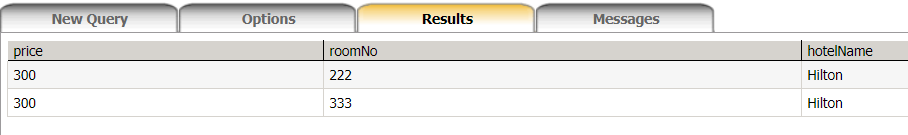 New Query Options Results Messages
price roomNo hotelName
300 222 Hilton
300 333 Hilton